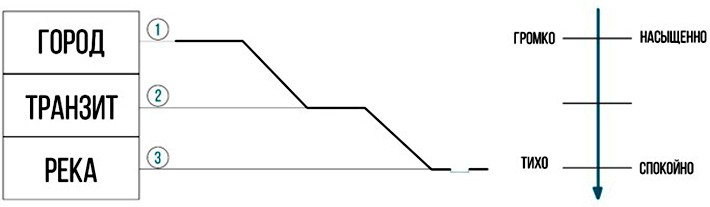 ГОРОД
1
ТРАНЗИТ
2
РЕКА
3
ГРОМКО
НАСЫЩЕННО
ТИХО
СПОКОЙНО